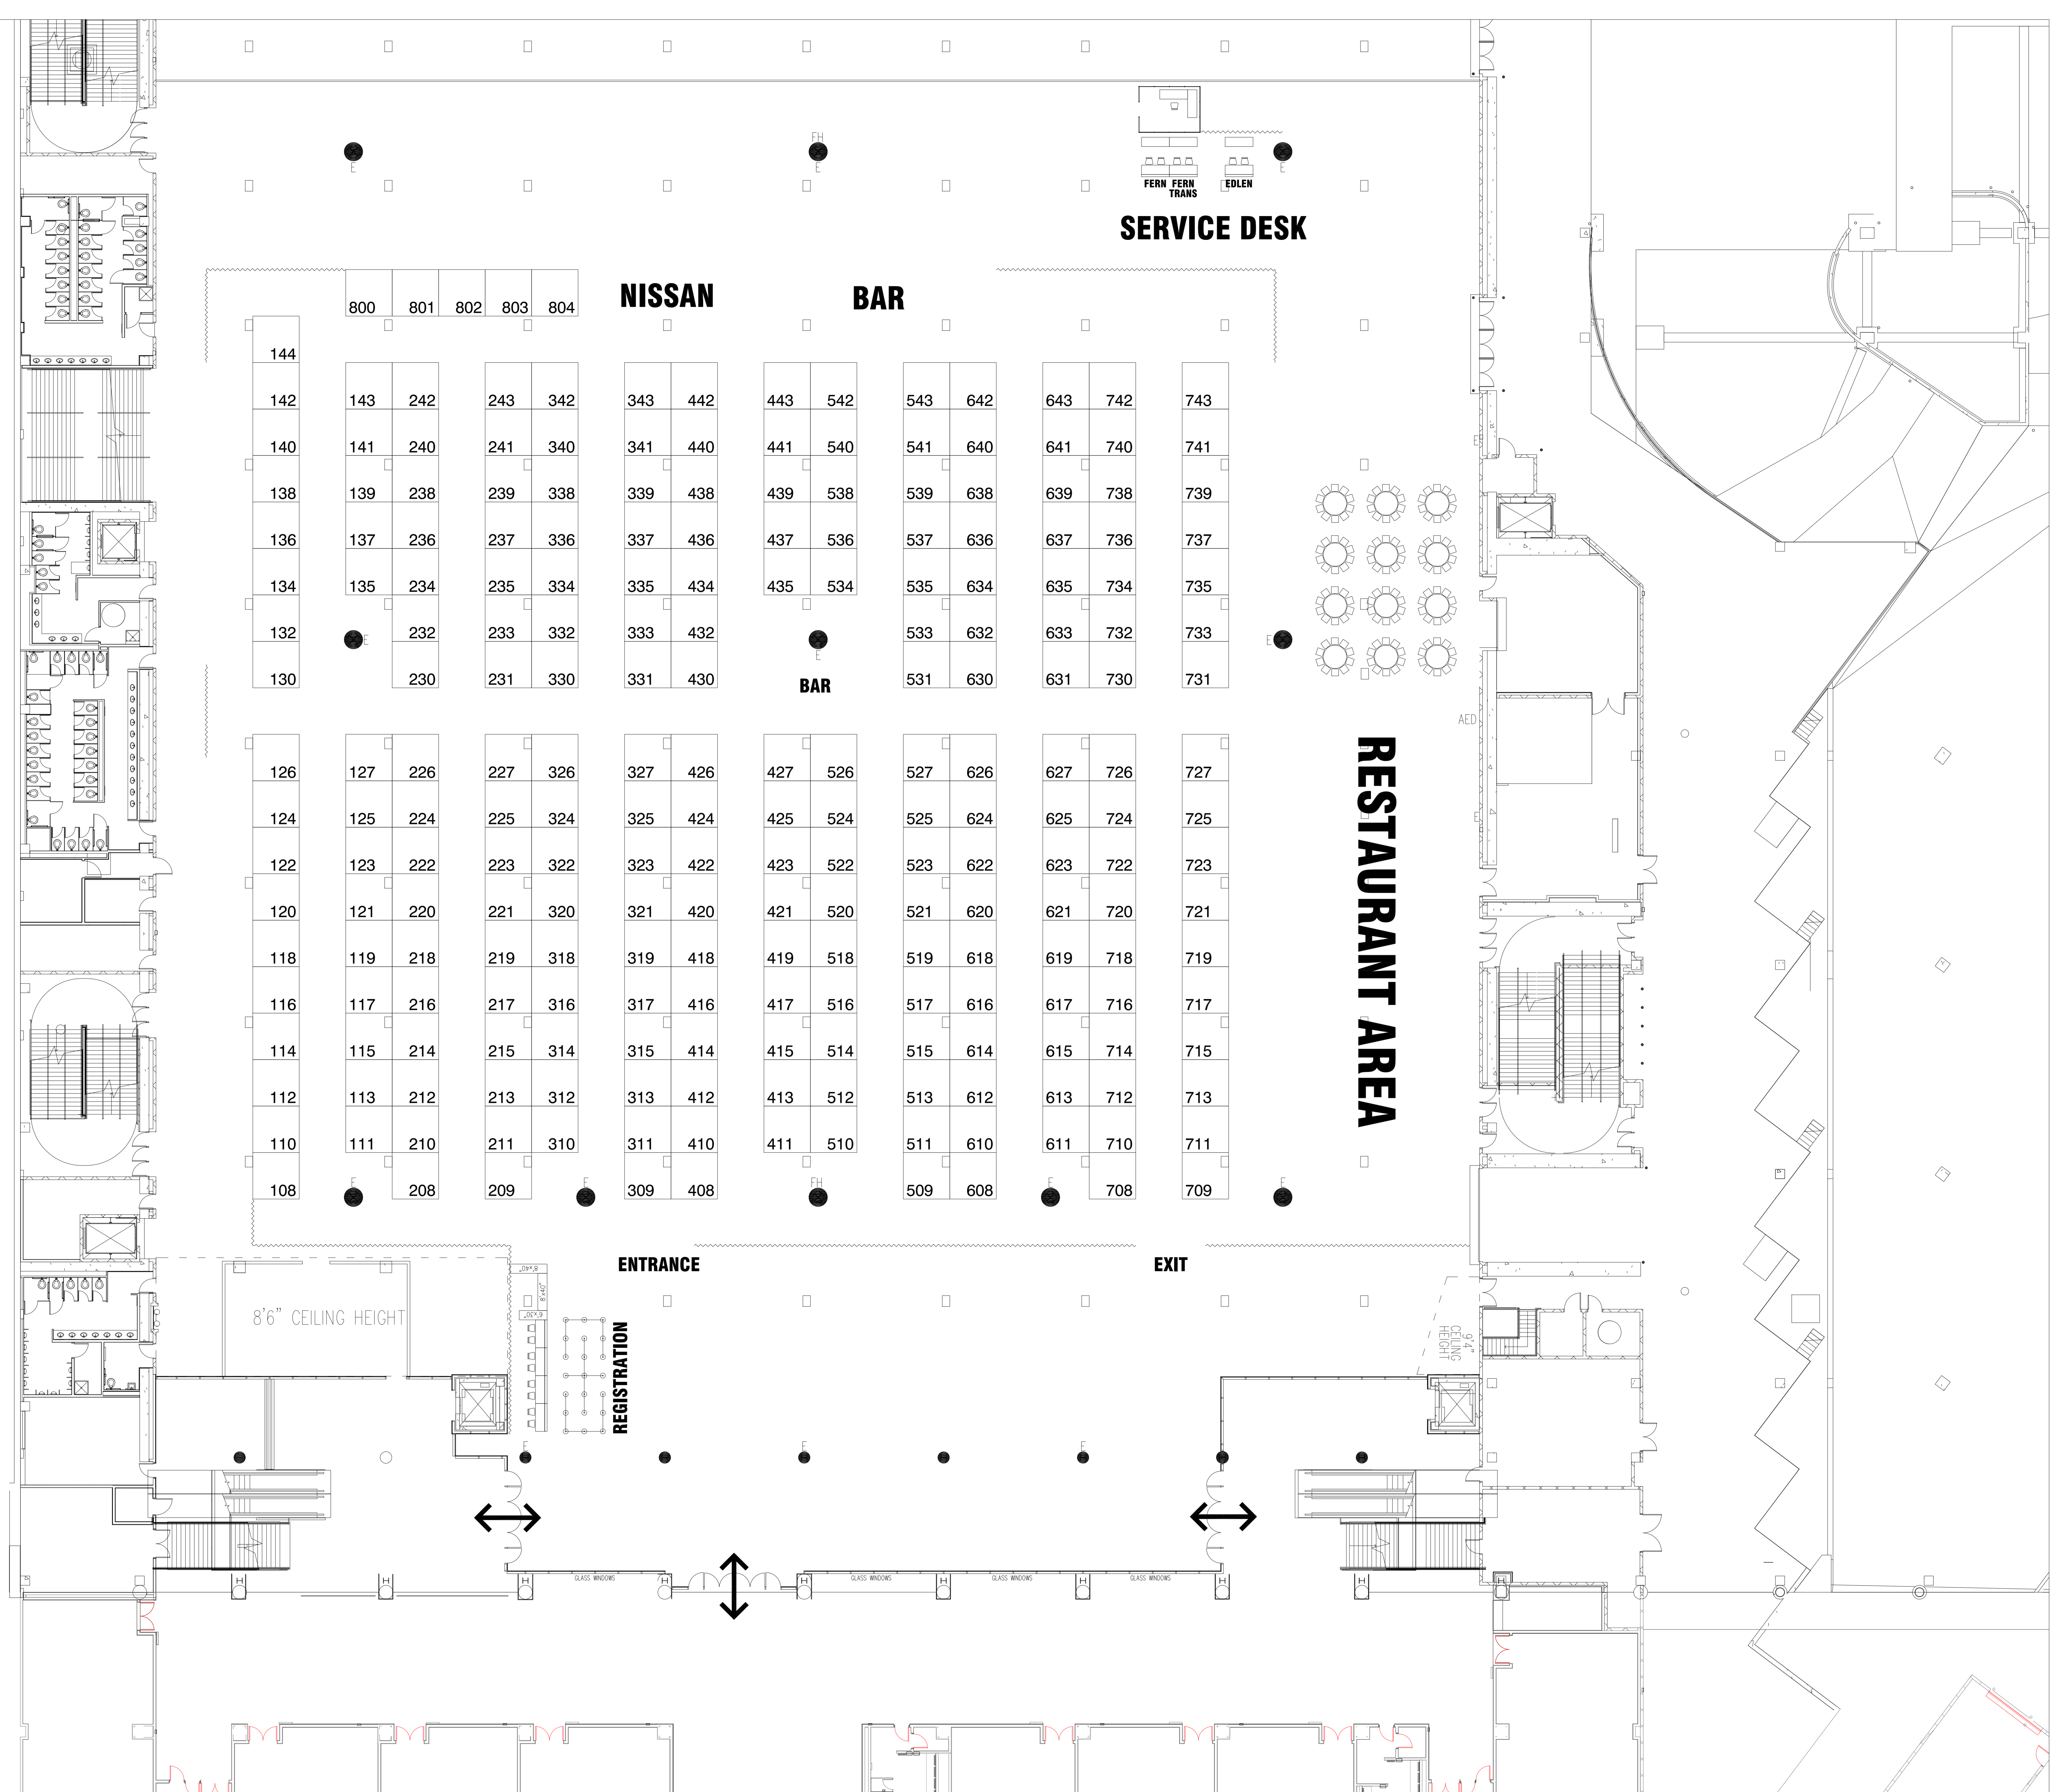 FH
E
E
E
FERN FERN TRANS EDLEN
SERVICE DESK
NISSAN BAR
800 801 802 803 804
144
142 143 242 243 342 343 442 443 542 543 642 643 742 743
140 141 240 241 340 341 440 441 540 541 640 641 740 741
138 139 238 239 338 339 438 439 538 539 638 639 738 739
136 137 236 237 336 337 436 437 536 537 636 637 736 737
134 135 234 235 334 335 434 435 534 535 634 635 734 735
132 E 232 233 332 333 432 E 533 632 633 732 733 E
130 230 231 330 331 430 BAR 531 630 631 730 731
AED
RESTAURANT AREA
126 127 226 227 326 327 426 427 526 527 626 627 726 727
124 125 224 225 324 325 424 425 524 525 624 625 724 725
122 123 222 223 322 323 422 423 522 523 622 623 722 723
120 121 220 221 320 321 420 421 520 521 620 621 720 721
118 119 218 219 318 319 418 419 518 519 618 619 718 719
116 117 216 217 316 317 416 417 516 517 616 617 716 717
114 115 214 215 314 315 414 415 514 515 614 615 714 715
112 113 212 213 312 313 412 413 512 513 612 613 712 713
110 111 210 211 310 311 410 411 510 511 610 611 710 711
E E FH E E
108 208 209 309 408 509 608 708 709
ENTRANCE EXIT
8'x40"
8'x40"
6'x30"
8'6" CEILING HEIGHT
REGISTRATION
9'4"
CEILING
HEIGHT
E E E
GLASS WINDOWS GLASS WINDOWS GLASS WINDOWS GLASS WINDOWS
H H H H H H H H H